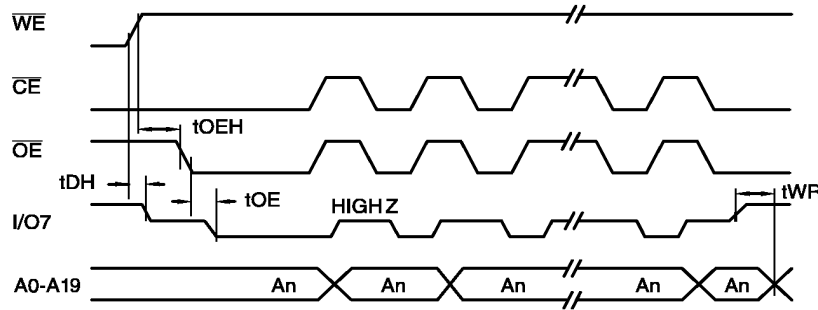 WE
CE
tOEH
OE
tDH
tOE
HIGH Z
tWR
I/O7
A0-A19 An An An An An